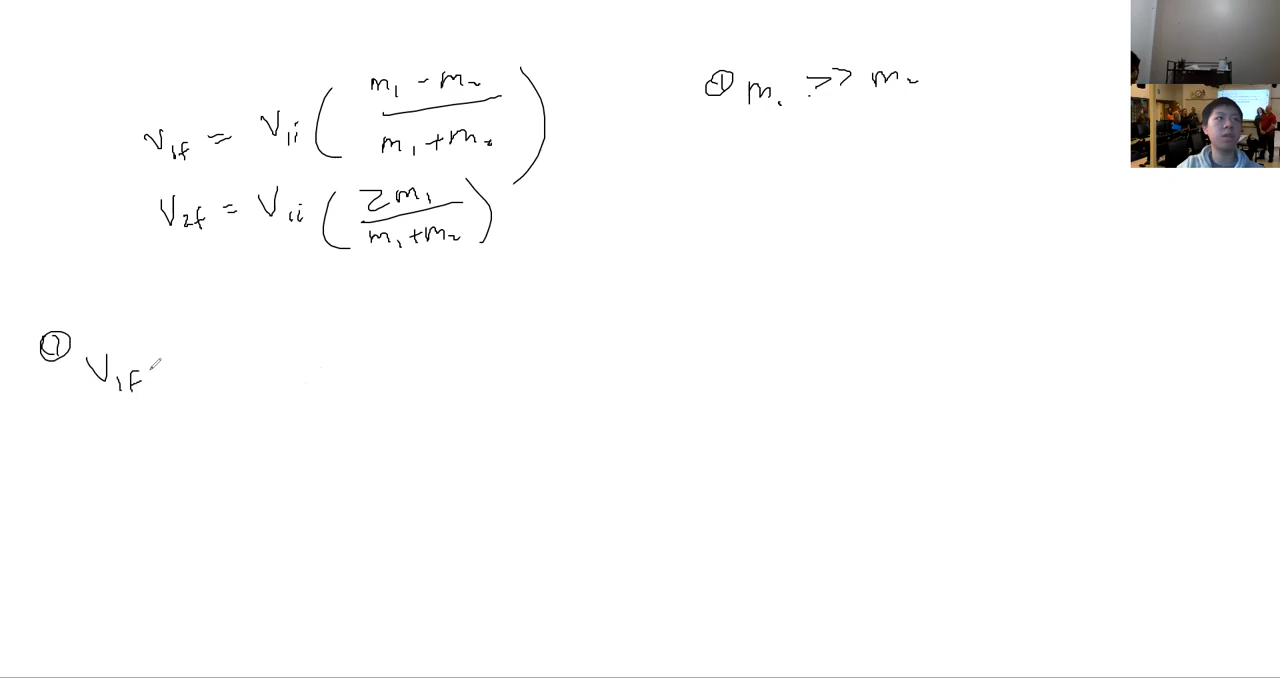 V₁f = V₁i ( m₁ - m₂ / m₁ + m₂ )
V₂f = V₁i ( 2m₁ / m₁ + m₂ )
① m₁ >> m₂
① V₁F